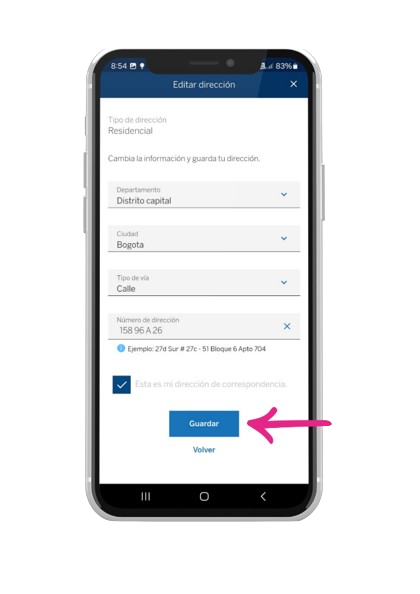 8:54
83%
Editar dirección
Tipo de dirección
Residencial
Cambia la información y guarda tu dirección.
Departamento
Distrito capital
Ciudad
Bogota
Tipo de vía
Calle
Número de dirección
158 96 A 26
Ejemplo: 27d Sur # 27c - 51 Bloque 6 Apto 704
Esta es mi dirección de correspondencia.
Guardar
Volver